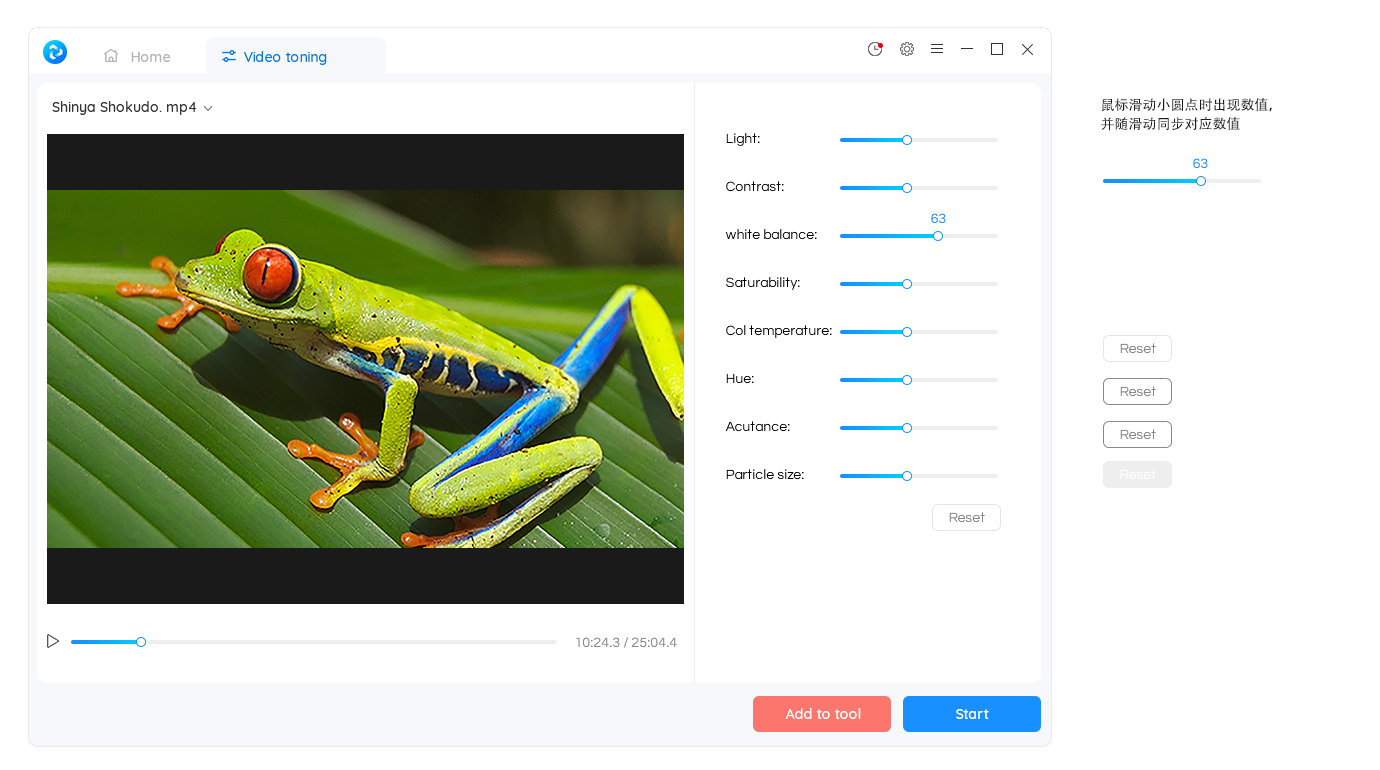 Home
Video toning
Shinya Shokudo. mp4
Light:
Contrast:
63
white balance:
Saturability:
Col temperature:
Hue:
Acutance:
Particle size:
Reset
10:24.3 / 25:04.4
Add to tool
Start
鼠标滑动小圆点时出现数值,
并随滑动同步对应数值
63
Reset
Reset
Reset
Reset